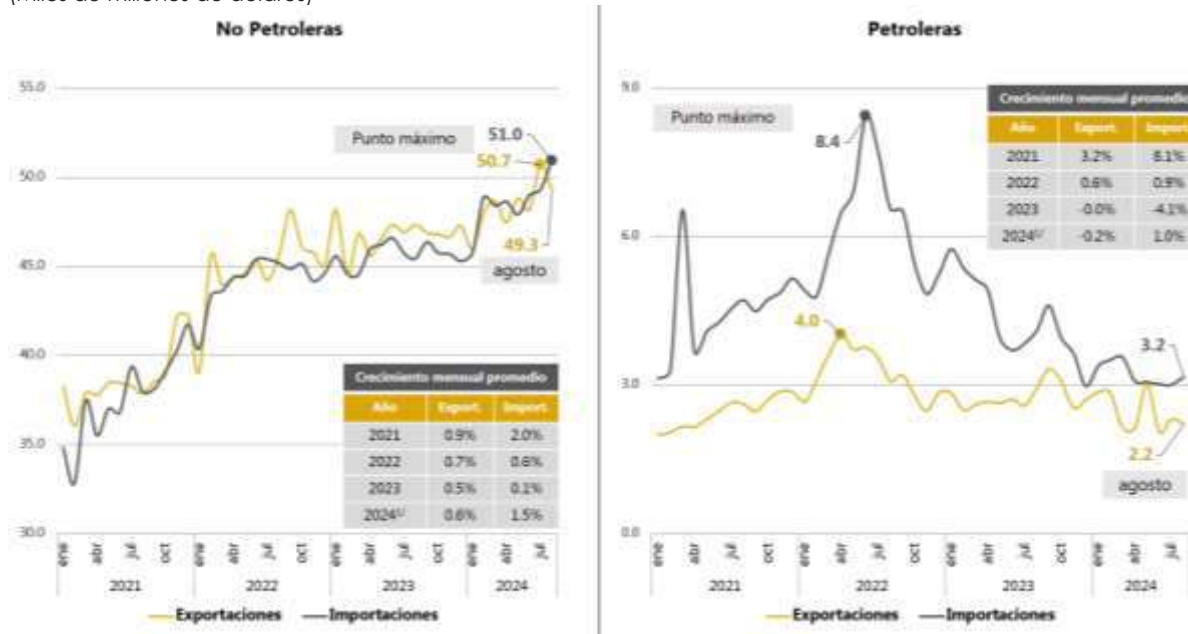 (Miles de millones de dólares)
No Petroleras
55.0
50.0
45.0
40.0
35.0
30.0
Punto máximo
51.0
50.7
49.3
agosto
Crecimiento mensual promedio
Año Export. Import.
2021 0.9% 2.0%
2022 0.7% 0.6%
2023 0.5% 0.1%
2024 0.6% 1.5%
ene abr jul oct ene abr jul oct ene abr jul oct ene abr jul
2021 2022 2023 2024
Exportaciones Importaciones
Petroleras
9.0
6.0
3.0
0.0
Punto máximo
8.4
4.0
3.2
2.2
agosto
Crecimiento mensual promedio
Año Export. Import.
2021 3.2% 8.1%
2022 0.6% 0.9%
2023 -0.0% -4.1%
2024 -0.2% 1.0%
ene abr jul oct ene abr jul oct ene abr jul oct ene abr jul
2021 2022 2023 2024
Exportaciones Importaciones